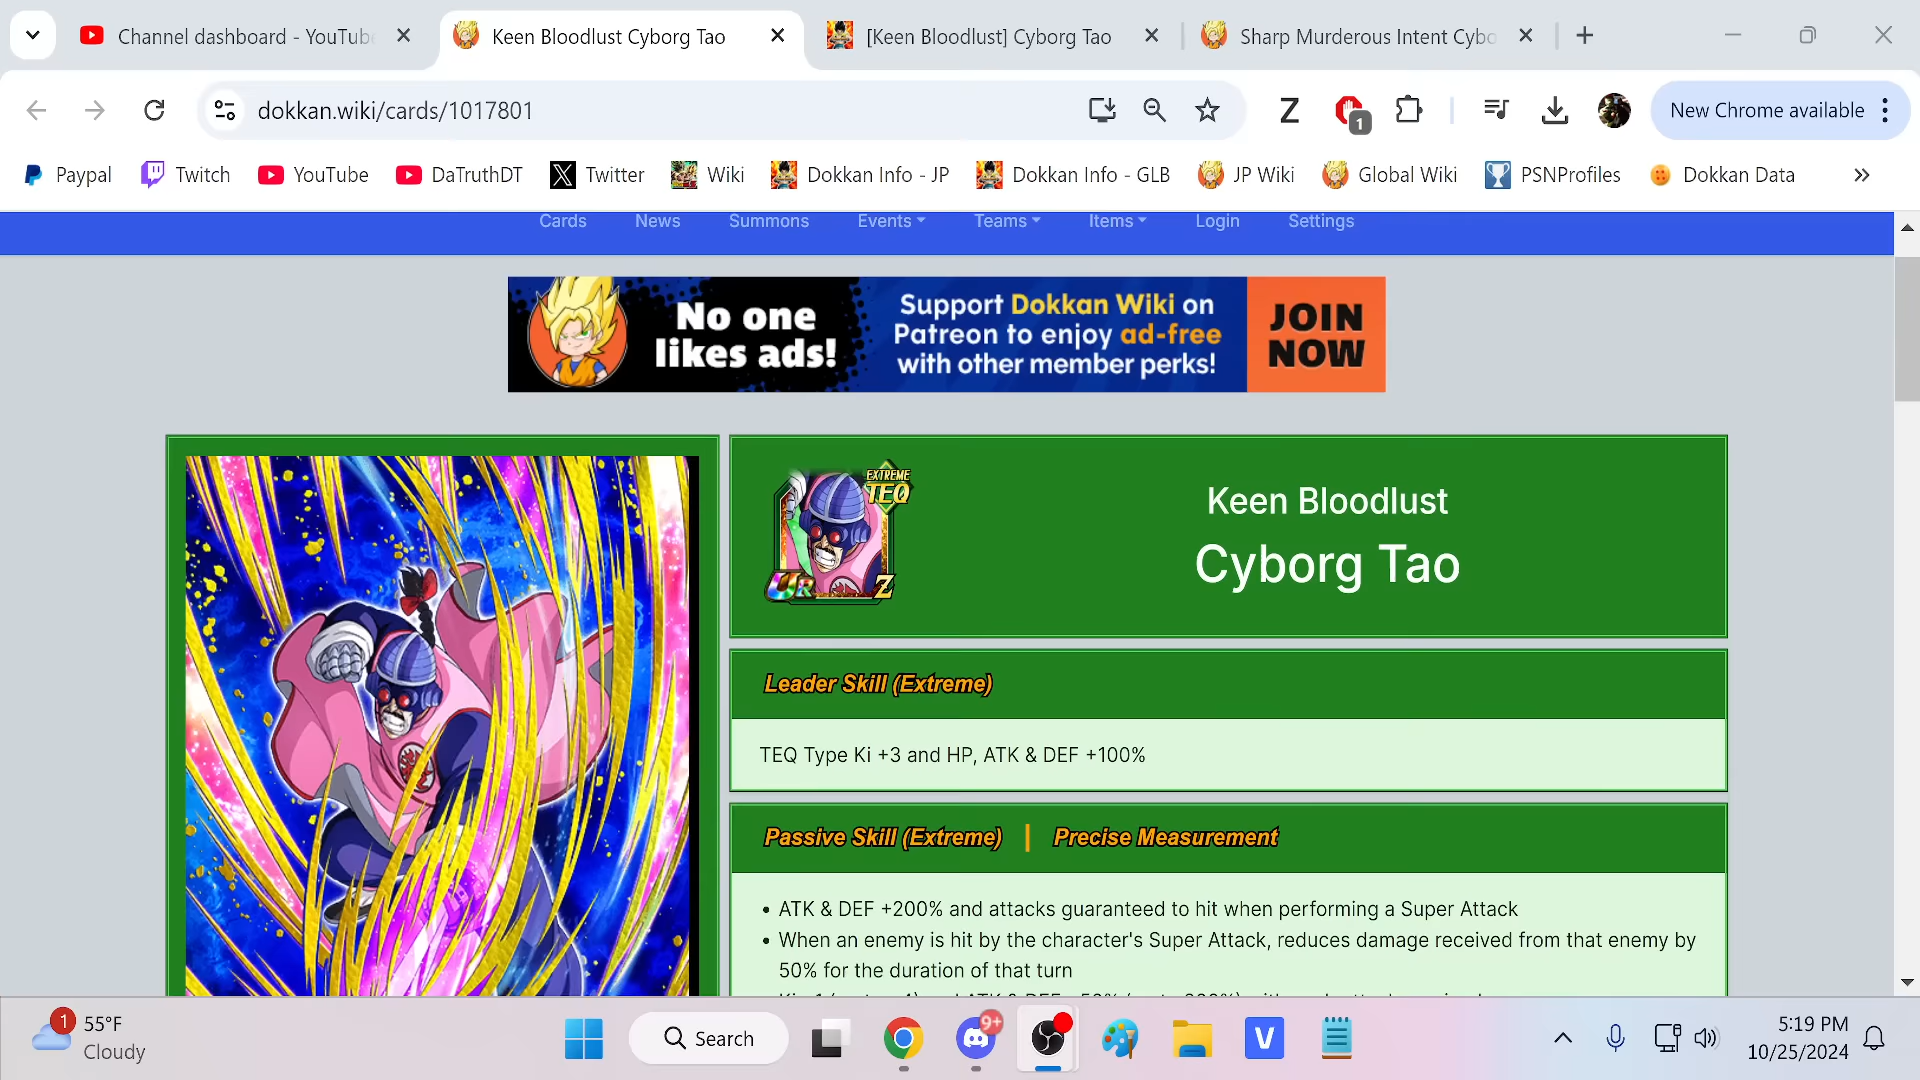 Channel dashboard - YouTub
Keen Bloodlust Cyborg Tao
[Keen Bloodlust] Cyborg Tao
Sharp Murderous Intent Cybo
dokkan.wiki/cards/1017801
Z
1
New Chrome available
Paypal
Twitch
YouTube
DaTruthDT
Twitter
Wiki
Dokkan Info - JP
Dokkan Info - GLB
JP Wiki
Global Wiki
PSNProfiles
Dokkan Data
Cards
News
Summons
Events
Teams
Items
Login
Settings
No one
likes ads!
Support Dokkan Wiki on
Patreon to enjoy ad-free
with other member perks!
JOIN
NOW
EXTREME
TEQ
UR
Z
Keen Bloodlust
Cyborg Tao
Leader Skill (Extreme)
TEQ Type Ki +3 and HP, ATK & DEF +100%
Passive Skill (Extreme) | Precise Measurement
• ATK & DEF +200% and attacks guaranteed to hit when performing a Super Attack
• When an enemy is hit by the character's Super Attack, reduces damage received from that enemy by
50% for the duration of that turn
1
55°F
Cloudy
Search
9+
V
5:19 PM
10/25/2024